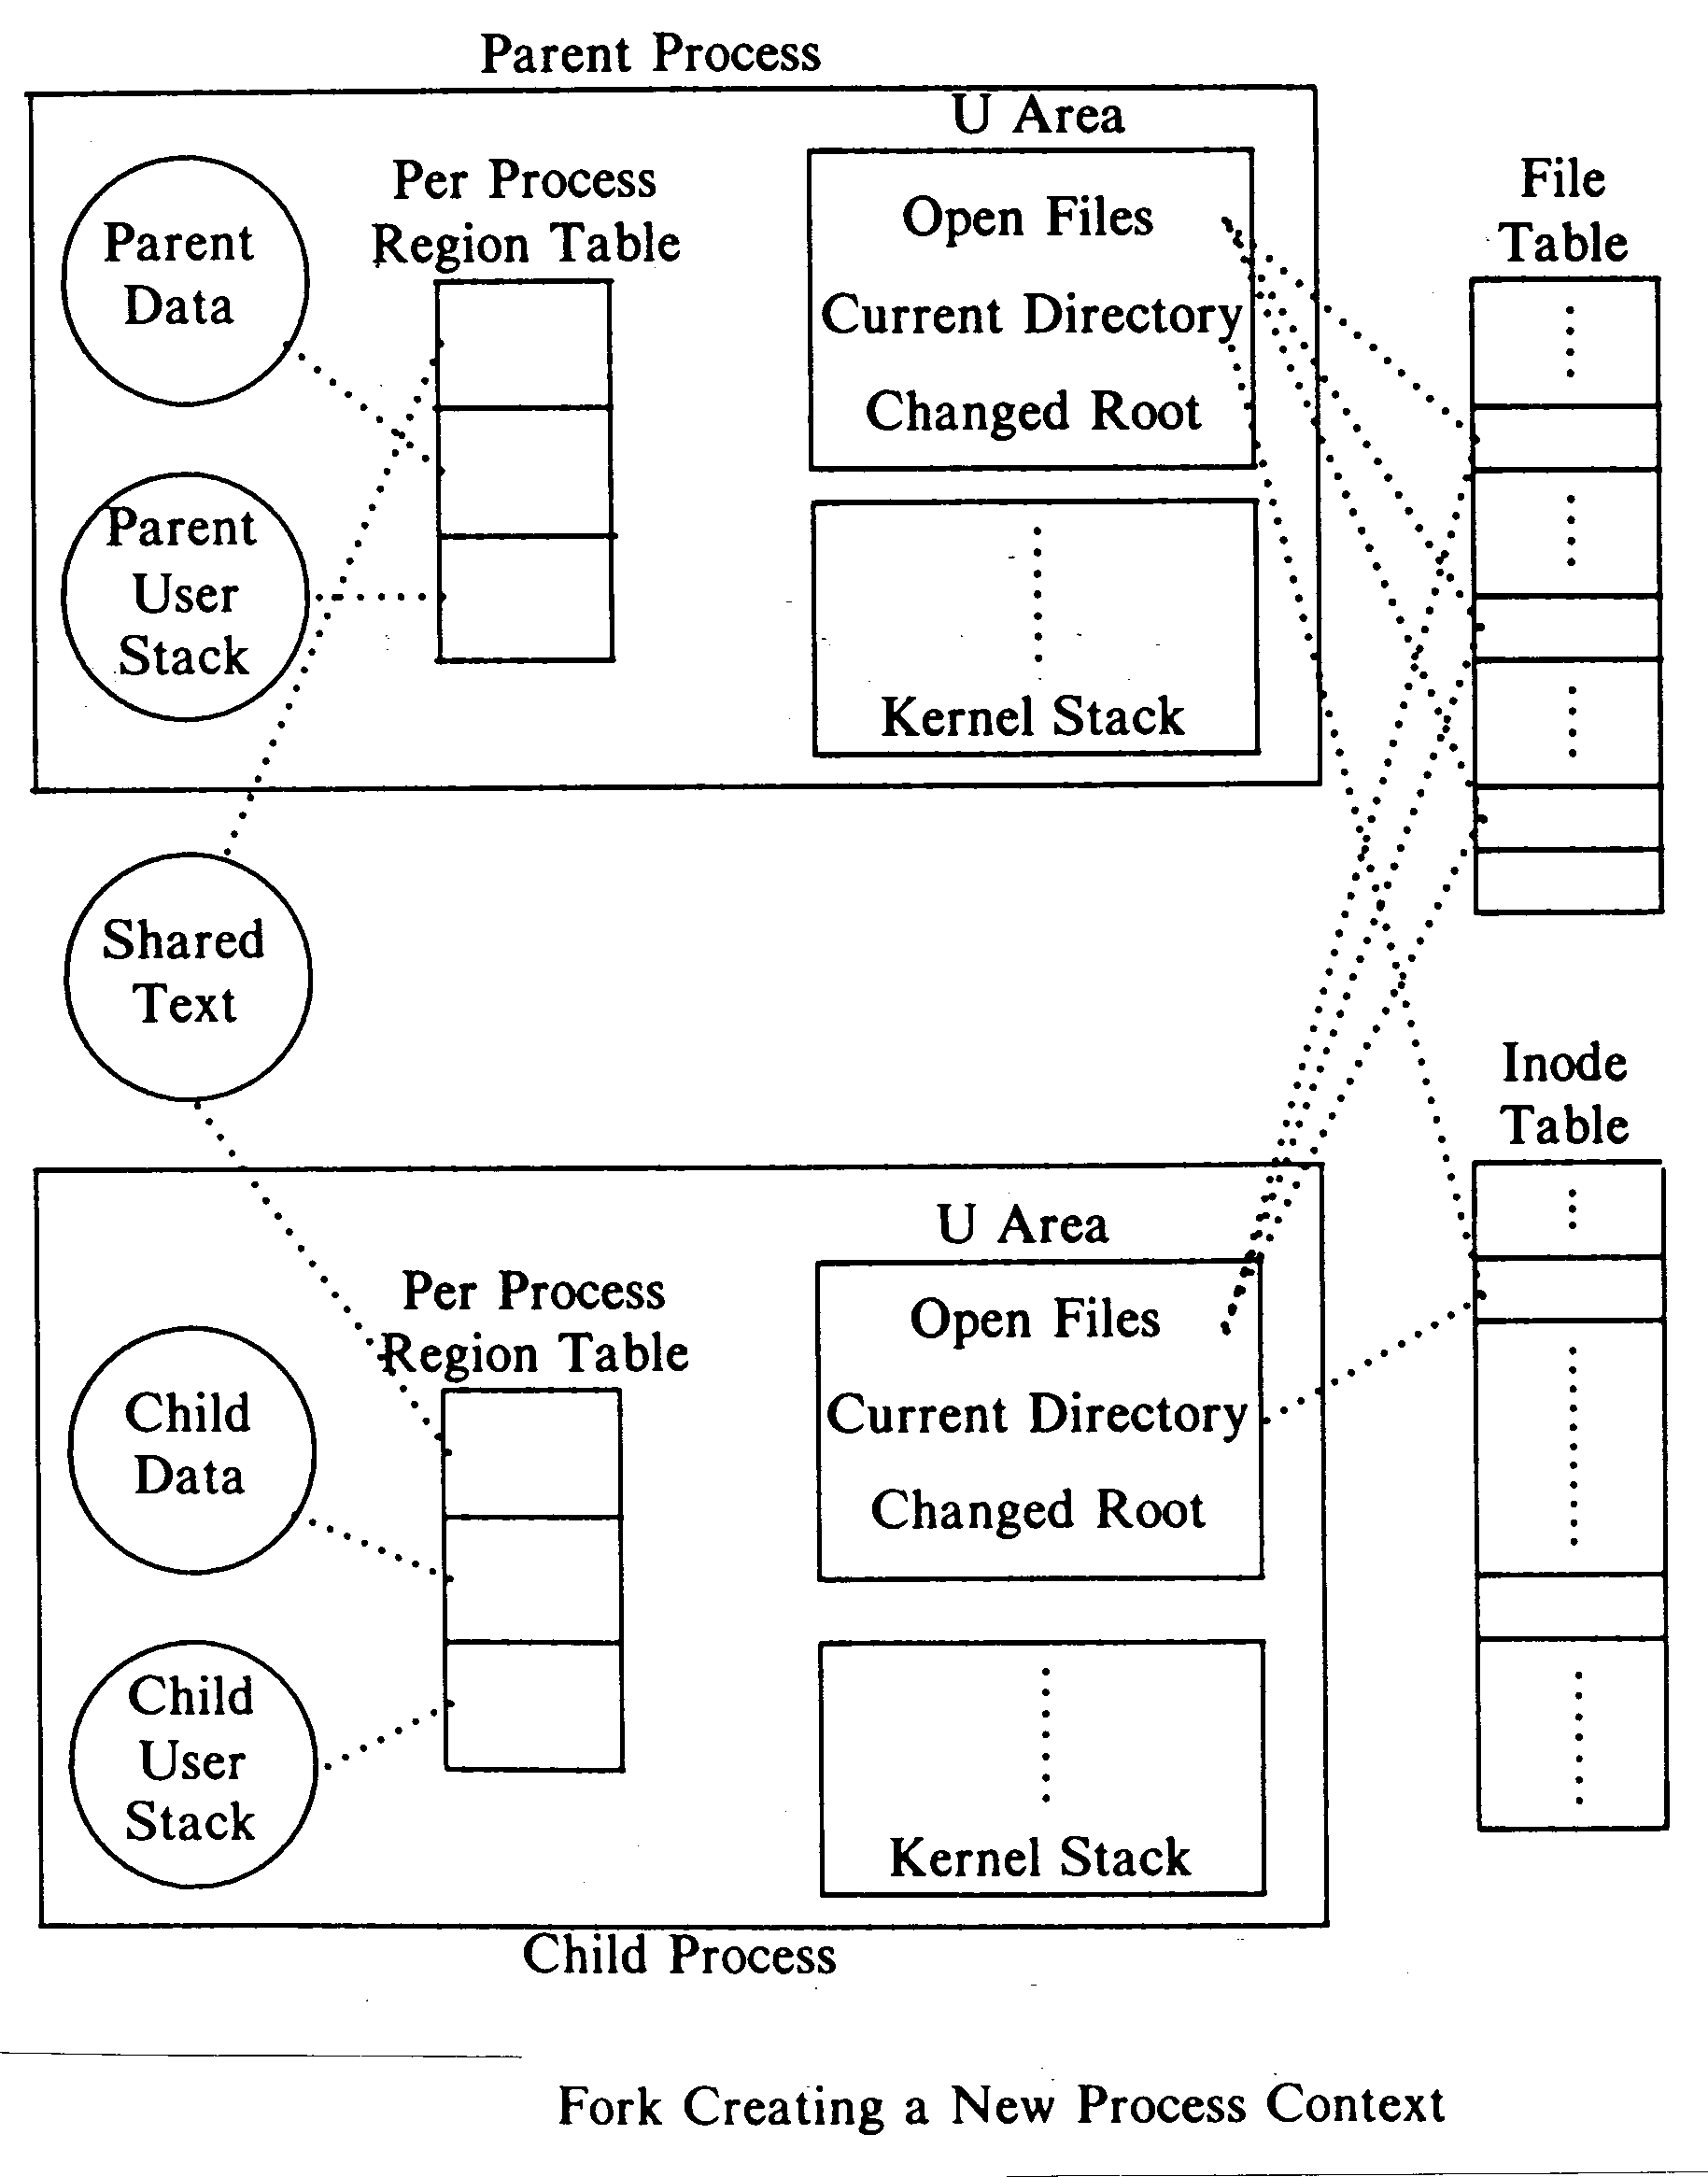 Parent Process
U Area
Per Process
Region Table
Parent
Data
Open Files
Current Directory
Changed Root
File
Table
Parent
User
Stack
Kernel Stack
Shared
Text
Inode
Table
U Area
Per Process
Region Table
Child
Data
Open Files
Current Directory
Changed Root
Child
User
Stack
Kernel Stack
Child Process
Fork Creating a New Process Context